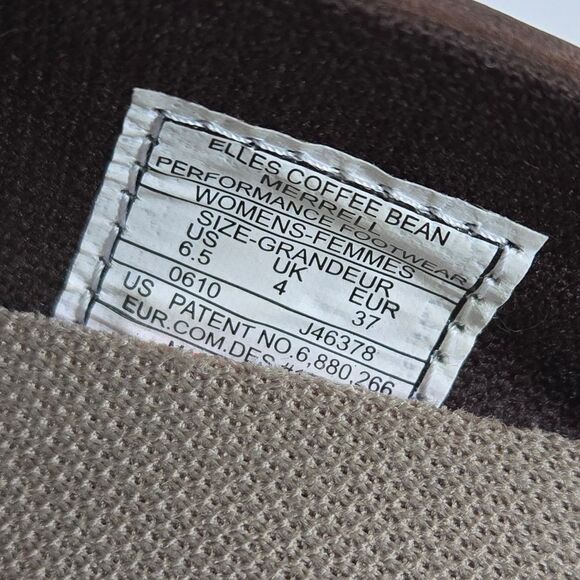 ELLES COFFEE BEAN
MERRELL
PERFORMANCE FOOTWEAR
WOMENS-FEMMES
SIZE-GRANDEUR
US UK EUR
6.5 4 37
0610 J46378
US PATENT NO.6,880,266
EUR.COM.DES.